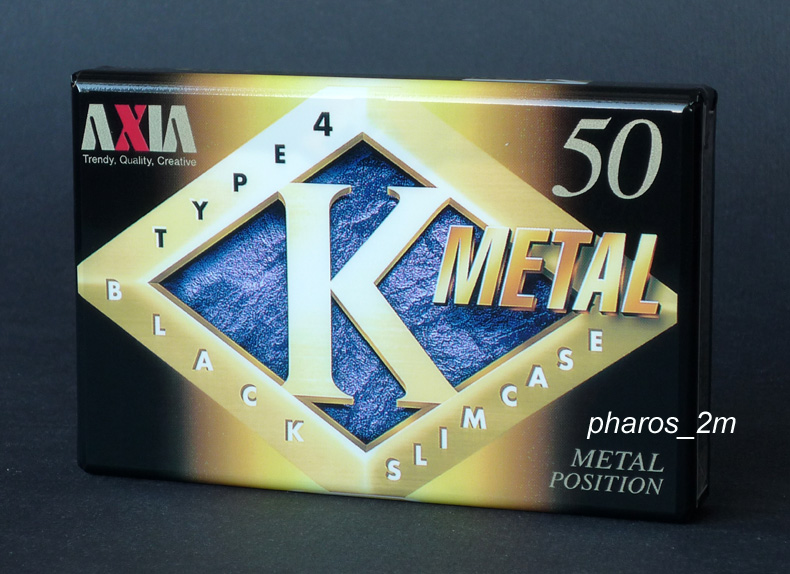 AXIA
Trendy, Quality, Creative
TYPE 4
50
K METAL
BLACK
SLIMCASE
pharos_2m
METAL
POSITION